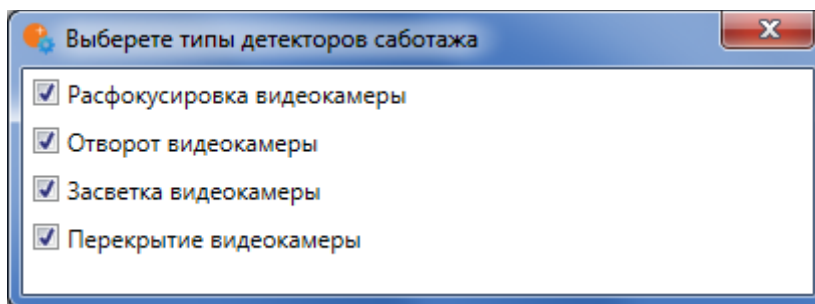 Выберете типы детекторов саботажа
Расфокусировка видеокамеры
Отворот видеокамеры
Засветка видеокамеры
Перекрытие видеокамеры